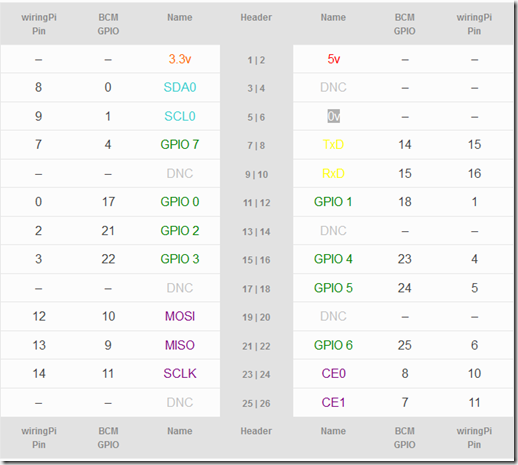 wiringPi Pin BCM GPIO Name Header Name BCM GPIO wiringPi Pin
– – 3.3v 1 | 2 5v – –
8 0 SDA0 3 | 4 DNC – –
9 1 SCL0 5 | 6 0v – –
7 4 GPIO 7 7 | 8 TxD 14 15
– – DNC 9 | 10 RxD 15 16
0 17 GPIO 0 11 | 12 GPIO 1 18 1
2 21 GPIO 2 13 | 14 DNC – –
3 22 GPIO 3 15 | 16 GPIO 4 23 4
– – DNC 17 | 18 GPIO 5 24 5
12 10 MOSI 19 | 20 DNC – –
13 9 MISO 21 | 22 GPIO 6 25 6
14 11 SCLK 23 | 24 CE0 8 10
– – DNC 25 | 26 CE1 7 11
wiringPi Pin BCM GPIO Name Header Name BCM GPIO wiringPi Pin